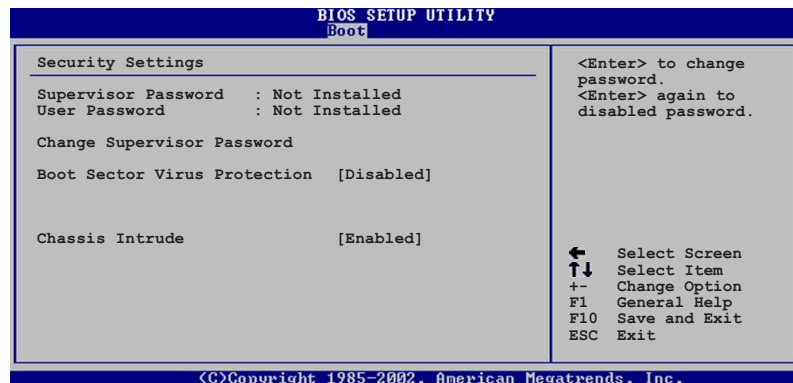 BIOS SETUP UTILITY
Boot
Security Settings
Supervisor Password : Not Installed
User Password : Not Installed
Change Supervisor Password
Boot Sector Virus Protection [Disabled]
Chassis Intrude [Enabled]
<Enter> to change
password.
<Enter> again to
disabled password.
← Select Screen
↑↓ Select Item
+- Change Option
F1 General Help
F10 Save and Exit
ESC Exit
(C)Copyright 1985-2002, American Megatrends, Inc.